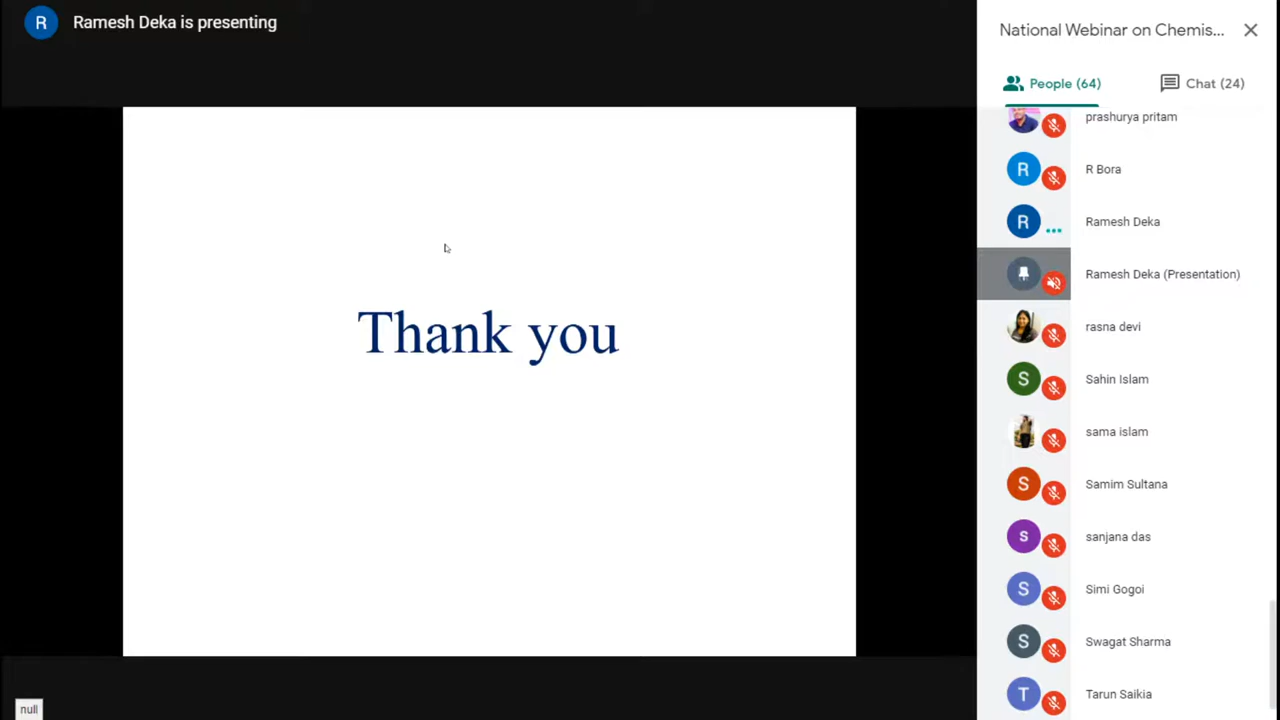 R
Ramesh Deka is presenting
National Webinar on Chemis...
People (64)
Chat (24)
prashurya pritam
R
R Bora
R
Ramesh Deka
Ramesh Deka (Presentation)
rasna devi
S
Sahin Islam
sama islam
S
Samim Sultana
s
sanjana das
S
Simi Gogoi
S
Swagat Sharma
T
Tarun Saikia
Thank you
null